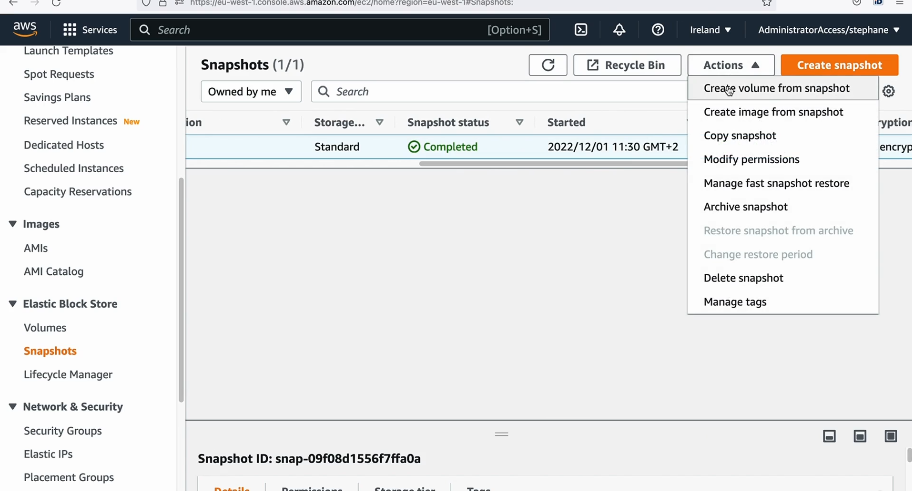 https://eu-west-1.console.aws.amazon.com/ec2/home?region=eu-west-1#Snapshots:
aws
Services
Search
[Option+S]
Ireland ▼
AdministratorAccess/stephane ▼
Launch Templates
Spot Requests
Savings Plans
Reserved Instances New
Dedicated Hosts
Scheduled Instances
Capacity Reservations
Images
AMIs
AMI Catalog
Elastic Block Store
Volumes
Snapshots
Lifecycle Manager
Network & Security
Security Groups
Elastic IPs
Placement Groups
Snapshots (1/1)
Recycle Bin
Actions
Create snapshot
Owned by me
Search
ion
Storage...
Snapshot status
Started
ryption
Standard
Completed
2022/12/01 11:30 GMT+2
encryp
Create volume from snapshot
Create image from snapshot
Copy snapshot
Modify permissions
Manage fast snapshot restore
Archive snapshot
Restore snapshot from archive
Change restore period
Delete snapshot
Manage tags
Snapshot ID: snap-09f08d1556f7ffa0a
Details
Permissions
Storage tier
Tags